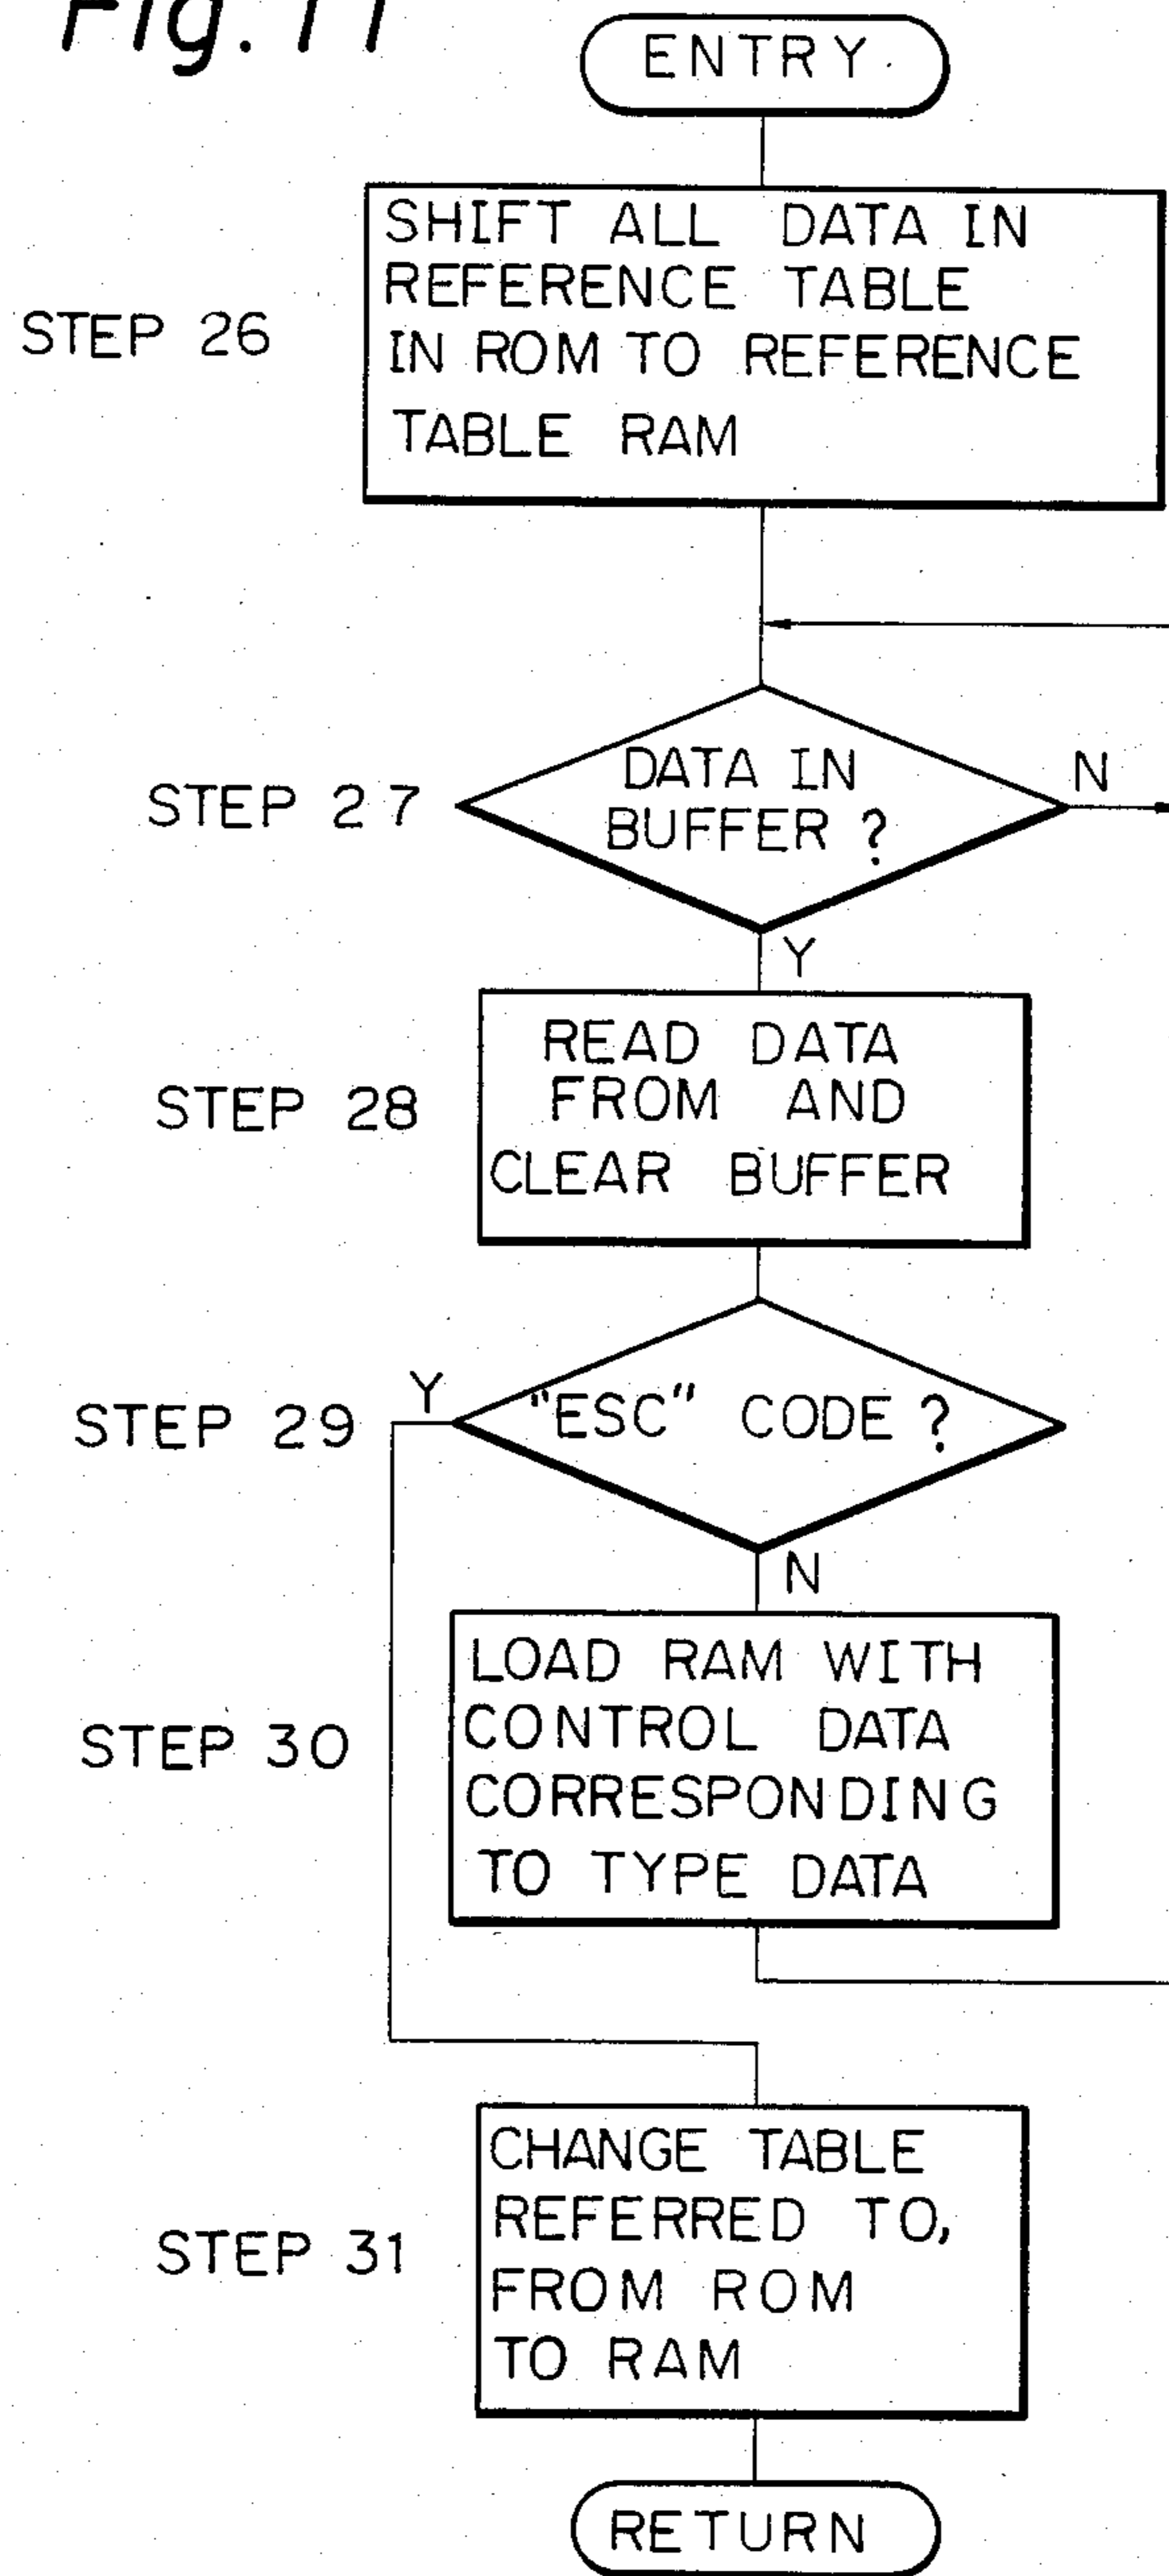 Fig. 11
ENTRY
SHIFT ALL DATA IN
REFERENCE TABLE
IN ROM TO REFERENCE
TABLE RAM
STEP 26
DATA IN
BUFFER ?
N
STEP 27
Y
READ DATA
FROM AND
CLEAR BUFFER
STEP 28
Y
"ESC" CODE ?
STEP 29
N
LOAD RAM WITH
CONTROL DATA
CORRESPONDING
TO TYPE DATA
STEP 30
CHANGE TABLE
REFERRED TO,
FROM ROM
TO RAM
STEP 31
RETURN